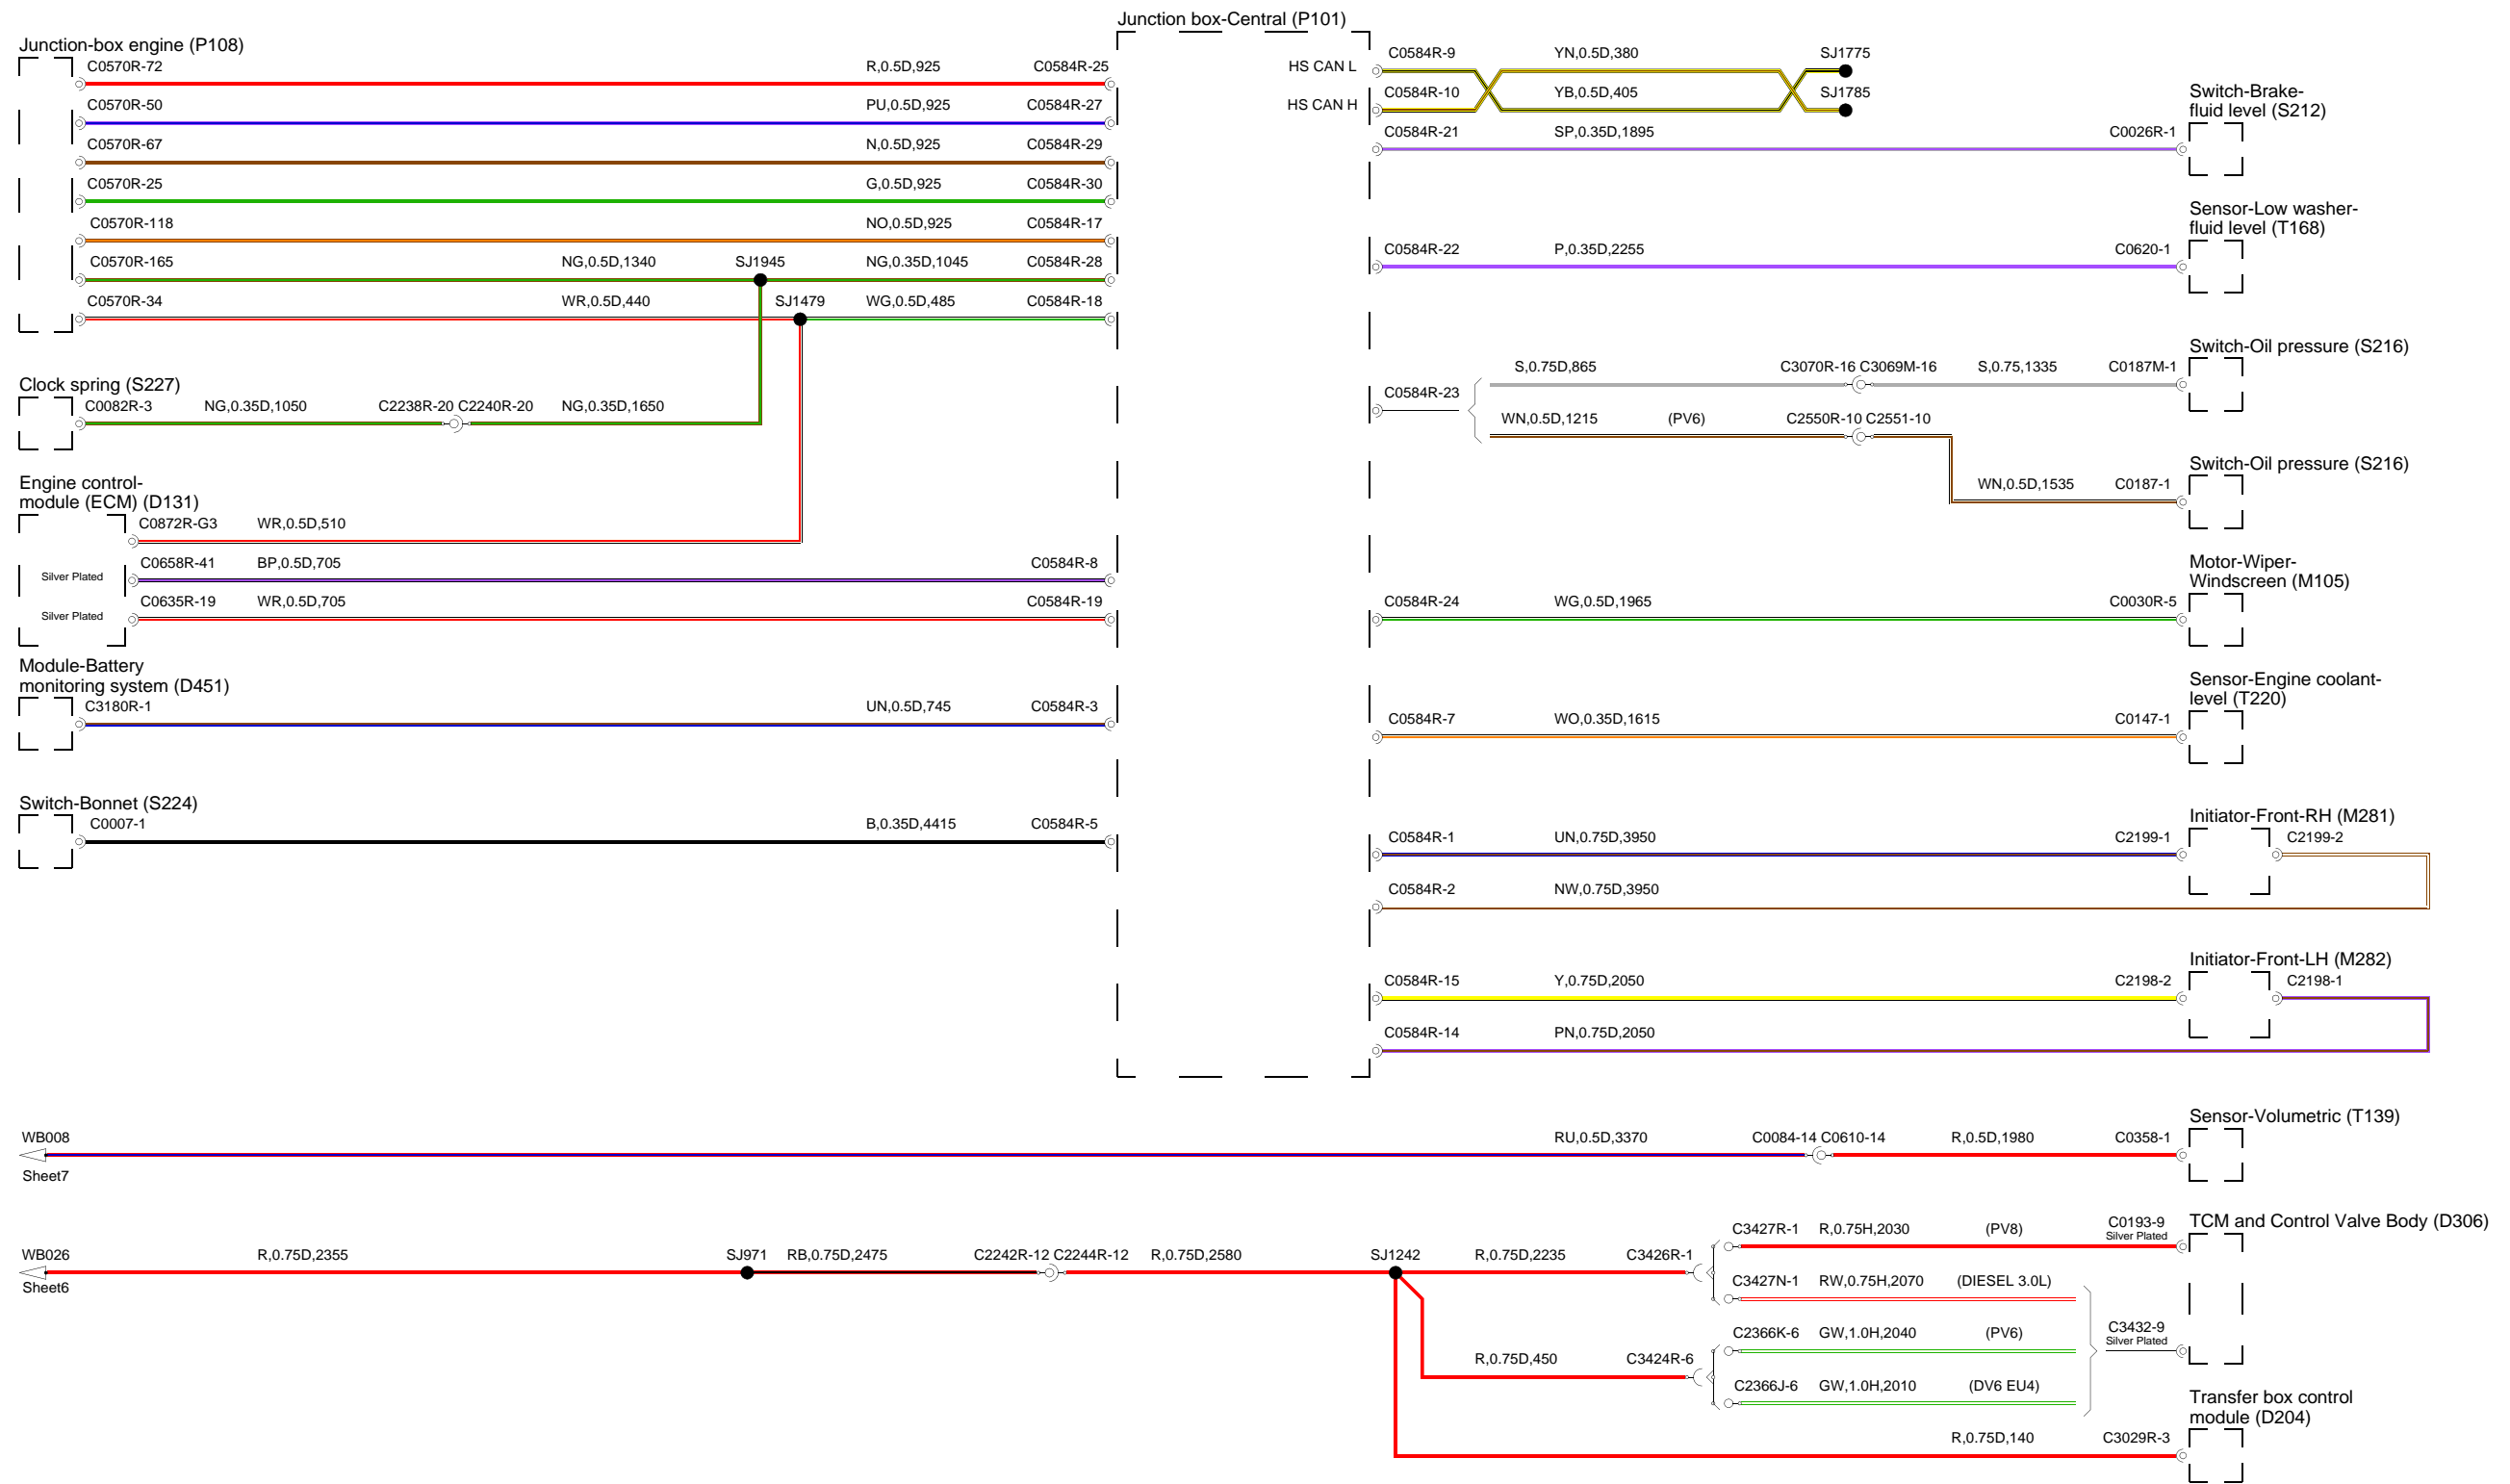 Junction box-Central (P101)
Junction-box engine (P108)
C0570R-72 R,0.5D,925 C0584R-25
C0570R-50 PU,0.5D,925 C0584R-27
C0570R-67 N,0.5D,925 C0584R-29
C0570R-25 G,0.5D,925 C0584R-30
C0570R-118 NO,0.5D,925 C0584R-17
C0570R-165 NG,0.5D,1340 SJ1945 NG,0.35D,1045 C0584R-28
C0570R-34 WR,0.5D,440 SJ1479 WG,0.5D,485 C0584R-18
Clock spring (S227)
C0082R-3 NG,0.35D,1050 C2238R-20 C2240R-20 NG,0.35D,1650
Engine control-
module (ECM) (D131)
C0872R-G3 WR,0.5D,510
Silver Plated C0658R-41 BP,0.5D,705 C0584R-8
Silver Plated C0635R-19 WR,0.5D,705 C0584R-19
Module-Battery
monitoring system (D451)
C3180R-1 UN,0.5D,745 C0584R-3
Switch-Bonnet (S224)
C0007-1 B,0.35D,4415 C0584R-5
HS CAN L C0584R-9 YN,0.5D,380 SJ1775
HS CAN H C0584R-10 YB,0.5D,405 SJ1785
Switch-Brake-
fluid level (S212)
C0584R-21 SP,0.35D,1895 C0026R-1
Sensor-Low washer-
fluid level (T168)
C0584R-22 P,0.35D,2255 C0620-1
Switch-Oil pressure (S216)
C0584R-23 S,0.75D,865 C3070R-16 C3069M-16 S,0.75,1335 C0187M-1
WN,0.5D,1215 (PV6) C2550R-10 C2551-10
Switch-Oil pressure (S216)
WN,0.5D,1535 C0187-1
Motor-Wiper-
Windscreen (M105)
C0584R-24 WG,0.5D,1965 C0030R-5
Sensor-Engine coolant-
level (T220)
C0584R-7 WO,0.35D,1615 C0147-1
Initiator-Front-RH (M281)
C0584R-1 UN,0.75D,3950 C2199-1 C2199-2
C0584R-2 NW,0.75D,3950
Initiator-Front-LH (M282)
C0584R-15 Y,0.75D,2050 C2198-2 C2198-1
C0584R-14 PN,0.75D,2050
Sensor-Volumetric (T139)
WB008 RU,0.5D,3370 C0084-14 C0610-14 R,0.5D,1980 C0358-1
Sheet7
TCM and Control Valve Body (D306)
C3427R-1 R,0.75H,2030 (PV8) C0193-9
Silver Plated
WB026 R,0.75D,2355 SJ971 RB,0.75D,2475 C2242R-12 C2244R-12 R,0.75D,2580 SJ1242 R,0.75D,2235 C3426R-1
Sheet6
C3427N-1 RW,0.75H,2070 (DIESEL 3.0L)
C2366K-6 GW,1.0H,2040 (PV6) C3432-9
Silver Plated
R,0.75D,450 C3424R-6
C2366J-6 GW,1.0H,2010 (DV6 EU4)
Transfer box control
module (D204)
R,0.75D,140 C3029R-3